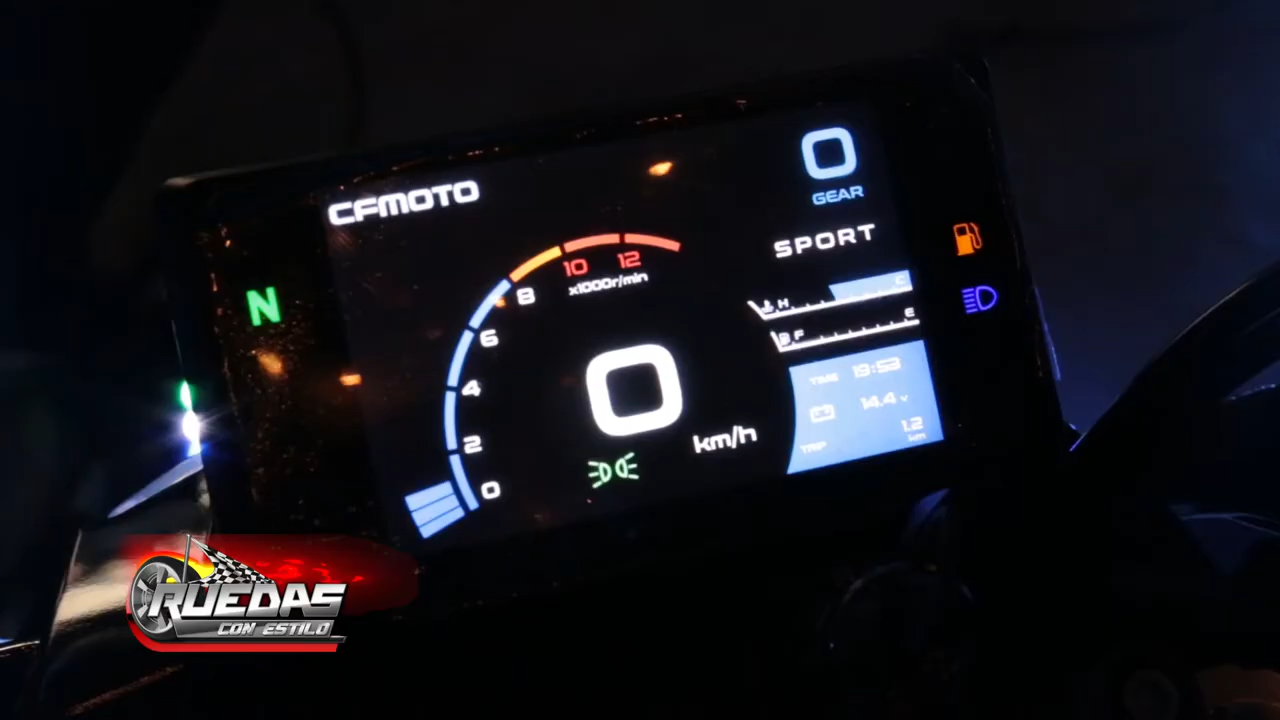 CFMOTO
0
GEAR
SPORT
N
10 12
x1000r/min
8
6
4
2
0
H C
F E
0
km/h
TIME 19:53
14.4 v
TRIP 1.2
km
RUEDAS
CON ESTILO